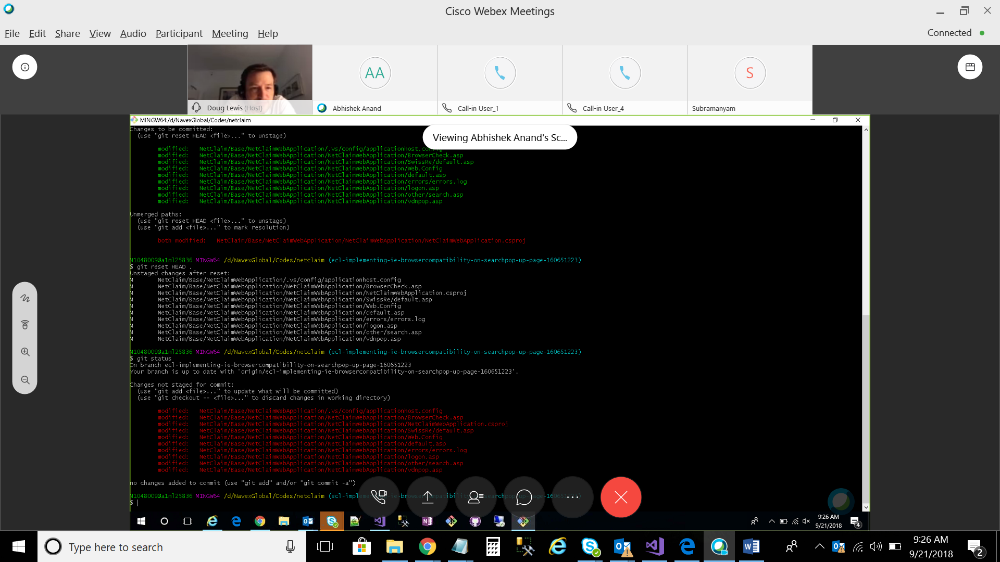 Cisco Webex Meetings
File Edit Share View Audio Participant Meeting Help
Connected
AA
S
Doug Lewis (Host)
Abhishek Anand
Call-in User_1
Call-in User_4
Subramanyam
MINGW64:/d/NavexGlobal/Codes/netclaim
Viewing Abhishek Anand's Sc...
Changes to be committed:
(use "git reset HEAD <file>..." to unstage)
modified: NetClaim/Base/NetClaimWebApplication/.vs/config/applicationhost.config
modified: NetClaim/Base/NetClaimWebApplication/NetClaimWebApplication/BrowserCheck.asp
modified: NetClaim/Base/NetClaimWebApplication/NetClaimWebApplication/SwissRe/default.asp
modified: NetClaim/Base/NetClaimWebApplication/NetClaimWebApplication/Web.Config
modified: NetClaim/Base/NetClaimWebApplication/NetClaimWebApplication/default.asp
modified: NetClaim/Base/NetClaimWebApplication/NetClaimWebApplication/errors/errors.log
modified: NetClaim/Base/NetClaimWebApplication/NetClaimWebApplication/logon.asp
modified: NetClaim/Base/NetClaimWebApplication/NetClaimWebApplication/other/search.asp
modified: NetClaim/Base/NetClaimWebApplication/NetClaimWebApplication/vdnpop.asp
Unmerged paths:
(use "git reset HEAD <file>..." to unstage)
(use "git add <file>..." to mark resolution)
both modified: NetClaim/Base/NetClaimWebApplication/NetClaimWebApplication/NetClaimWebApplication.csproj
M1048009@a1ml25836 MINGW64 /d/NavexGlobal/Codes/netclaim (ecl-implementing-ie-browsercompatibility-on-searchpop-up-page-160651223)
$ git reset HEAD .
Unstaged changes after reset:
M NetClaim/Base/NetClaimWebApplication/.vs/config/applicationhost.config
M NetClaim/Base/NetClaimWebApplication/NetClaimWebApplication/BrowserCheck.asp
M NetClaim/Base/NetClaimWebApplication/NetClaimWebApplication/NetClaimWebApplication.csproj
M NetClaim/Base/NetClaimWebApplication/NetClaimWebApplication/SwissRe/default.asp
M NetClaim/Base/NetClaimWebApplication/NetClaimWebApplication/Web.Config
M NetClaim/Base/NetClaimWebApplication/NetClaimWebApplication/default.asp
M NetClaim/Base/NetClaimWebApplication/NetClaimWebApplication/errors/errors.log
M NetClaim/Base/NetClaimWebApplication/NetClaimWebApplication/logon.asp
M NetClaim/Base/NetClaimWebApplication/NetClaimWebApplication/other/search.asp
M NetClaim/Base/NetClaimWebApplication/NetClaimWebApplication/vdnpop.asp
M1048009@a1ml25836 MINGW64 /d/NavexGlobal/Codes/netclaim (ecl-implementing-ie-browsercompatibility-on-searchpop-up-page-160651223)
$ git status
On branch ecl-implementing-ie-browsercompatibility-on-searchpop-up-page-160651223
Your branch is up to date with 'origin/ecl-implementing-ie-browsercompatibility-on-searchpop-up-page-160651223'.
Changes not staged for commit:
(use "git add <file>..." to update what will be committed)
(use "git checkout -- <file>..." to discard changes in working directory)
modified: NetClaim/Base/NetClaimWebApplication/.vs/config/applicationhost.config
modified: NetClaim/Base/NetClaimWebApplication/NetClaimWebApplication/BrowserCheck.asp
modified: NetClaim/Base/NetClaimWebApplication/NetClaimWebApplication/NetClaimWebApplication.csproj
modified: NetClaim/Base/NetClaimWebApplication/NetClaimWebApplication/SwissRe/default.asp
modified: NetClaim/Base/NetClaimWebApplication/NetClaimWebApplication/Web.Config
modified: NetClaim/Base/NetClaimWebApplication/NetClaimWebApplication/default.asp
modified: NetClaim/Base/NetClaimWebApplication/NetClaimWebApplication/errors/errors.log
modified: NetClaim/Base/NetClaimWebApplication/NetClaimWebApplication/logon.asp
modified: NetClaim/Base/NetClaimWebApplication/NetClaimWebApplication/other/search.asp
modified: NetClaim/Base/NetClaimWebApplication/NetClaimWebApplication/vdnpop.asp
no changes added to commit (use "git add" and/or "git commit -a")
M1048009@a1ml25836 MINGW64 /d/NavexGlobal/Codes/netclaim (ecl-implementing-ie-browsercompatibility-on-searchpop-up-page-160651223)
$
9:26 AM
9/21/2018
4
Type here to search
9:26 AM
9/21/2018
2